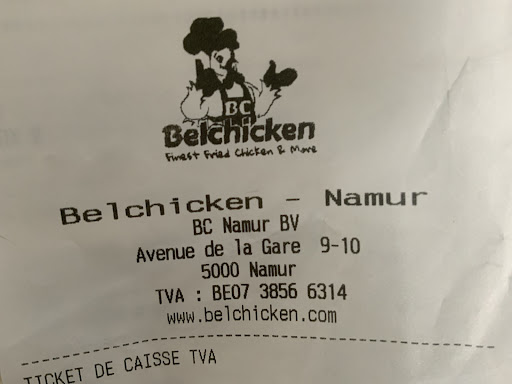 BC
Belchicken
Finest Fried Chicken & More
Belchicken - Namur
BC Namur BV
Avenue de la Gare 9-10
5000 Namur
TVA : BE07 3856 6314
www.belchicken.com
TICKET DE CAISSE TVA